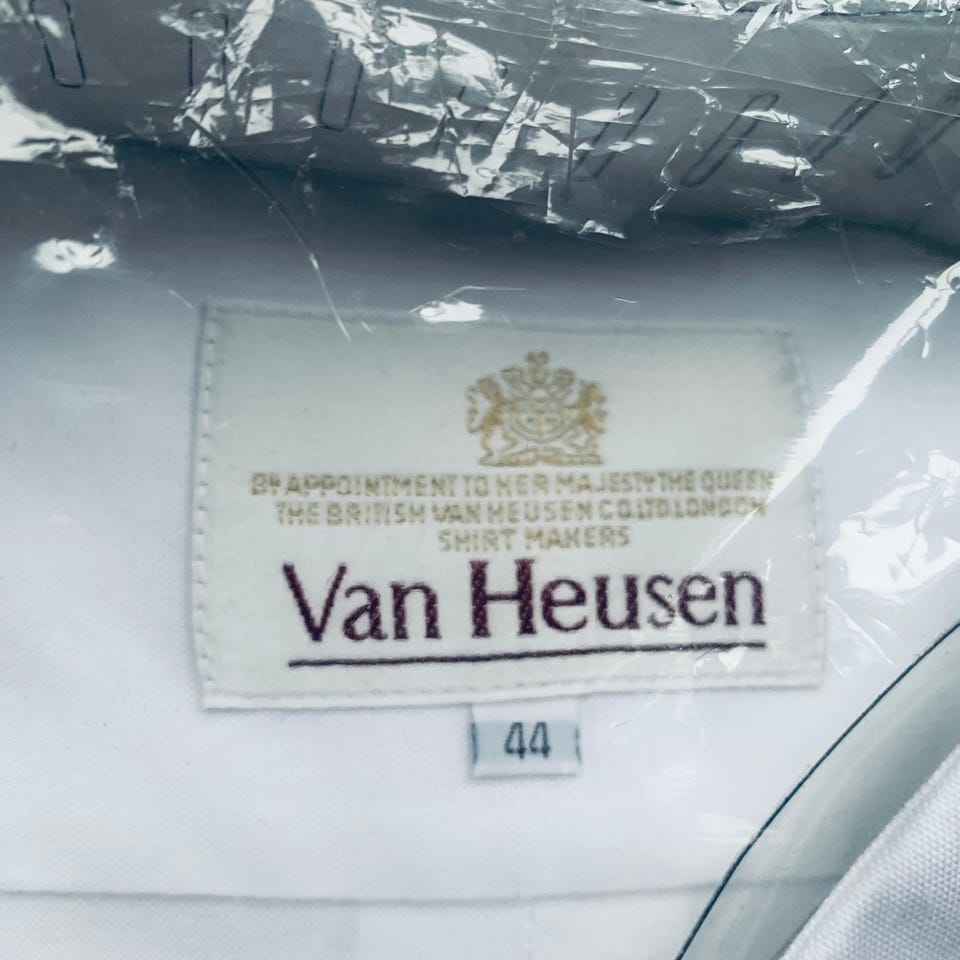 BY APPOINTMENT TO HER MAJESTY THE QUEEN
THE BRITISH VAN HEUSEN CO.LTD.LONDON
SHIRT MAKERS
Van Heusen
44